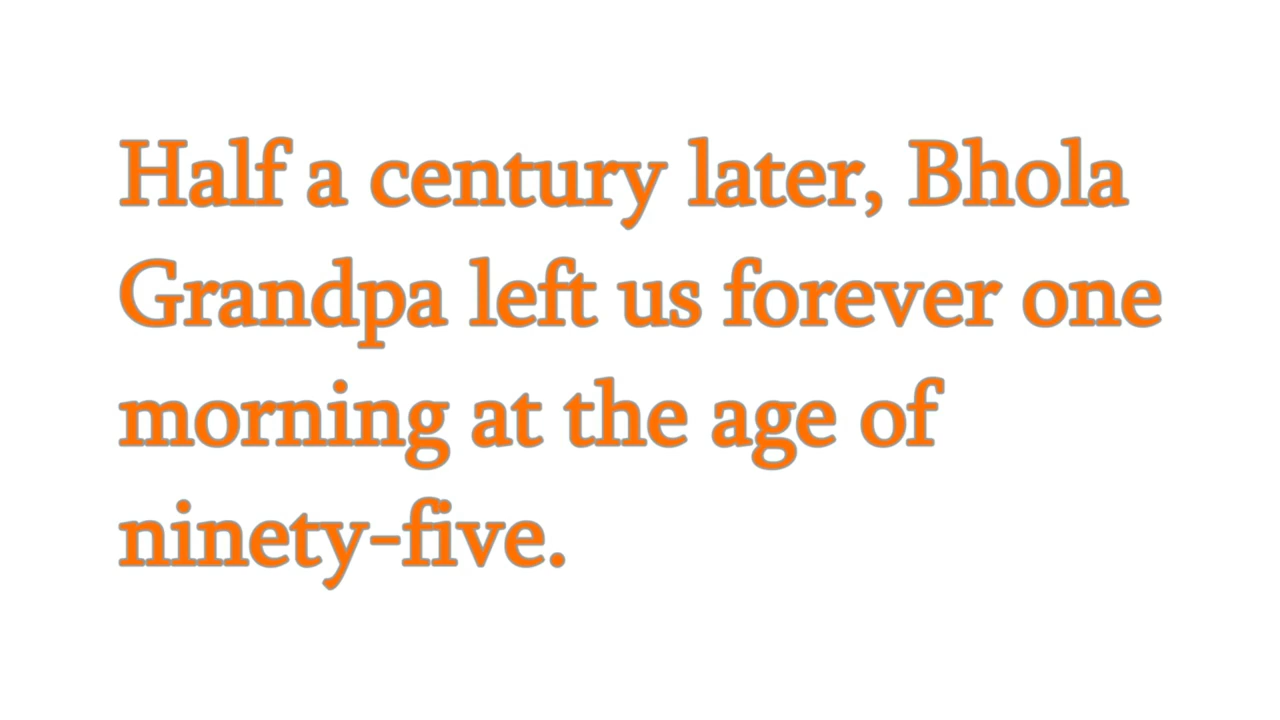 Half a century later, Bhola
Grandpa left us forever one
morning at the age of
ninety-five.